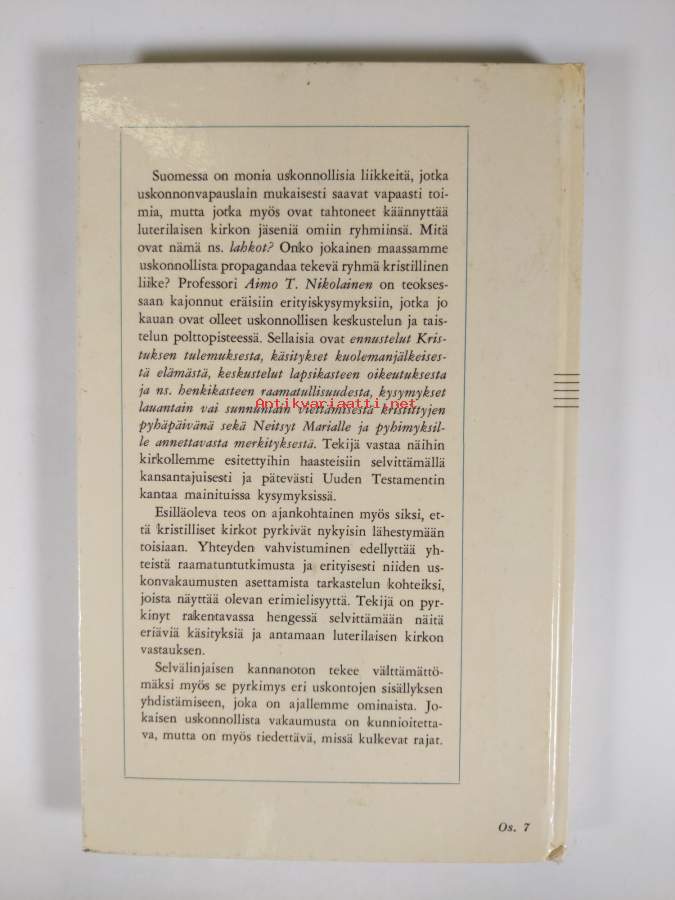 Suomessa on monia uskonnollisia liikkeitä, jotka
uskonnonvapauslain mukaisesti saavat vapaasti toi-
mia, mutta jotka myös ovat tahtoneet käännyttää
luterilaisen kirkon jäseniä omiin ryhmiinsä. Mitä
ovat nämä ns. lahkot? Onko jokainen maassamme
uskonnollista propagandaa tekevä ryhmä kristillinen
liike? Professori Aimo T. Nikolainen on teokses-
saan kajonnut eräisiin erityiskysymyksiin, jotka jo
kauan ovat olleet uskonnollisen keskustelun ja tais-
telun polttopisteessä. Sellaisia ovat ennustelut Kris-
tuksen tulemuksesta, käsitykset kuolemanjälkeises-
tä elämästä, keskustelut lapsikasteen oikeutuksesta
ja ns. henkikasteen raamatullisuudesta, kysymykset
lauantain vai sunnuntain viettämisestä kristittyjen
Antikvariaatti.net
pyhäpäivänä sekä Neitsyt Marialle ja pyhimyksil-
le annettavasta merkityksestä. Tekijä vastaa näihin
kirkollemme esitettyihin haasteisiin selvittämällä
kansantajuisesti ja pätevästi Uuden Testamentin
kantaa mainituissa kysymyksissä.
Esilläoleva teos on ajankohtainen myös siksi, et-
tä kristilliset kirkot pyrkivät nykyisin lähestymään
toisiaan. Yhteyden vahvistuminen edellyttää yh-
teistä raamatuntutkimusta ja erityisesti niiden us-
konvakaumusten asettamista tarkastelun kohteiksi,
joista näyttää olevan erimielisyyttä. Tekijä on pyr-
kinyt rakentavassa hengessä selvittämään näitä
eriäviä käsityksiä ja antamaan luterilaisen kirkon
vastauksen.
Selvälinjaisen kannanoton tekee välttämättö-
mäksi myös se pyrkimys eri uskontojen sisällyksen
yhdistämiseen, joka on ajallemme ominaista. Jo-
kaisen uskonnollista vakaumusta on kunnioitetta-
va, mutta on myös tiedettävä, missä kulkevat rajat.
Os. 7